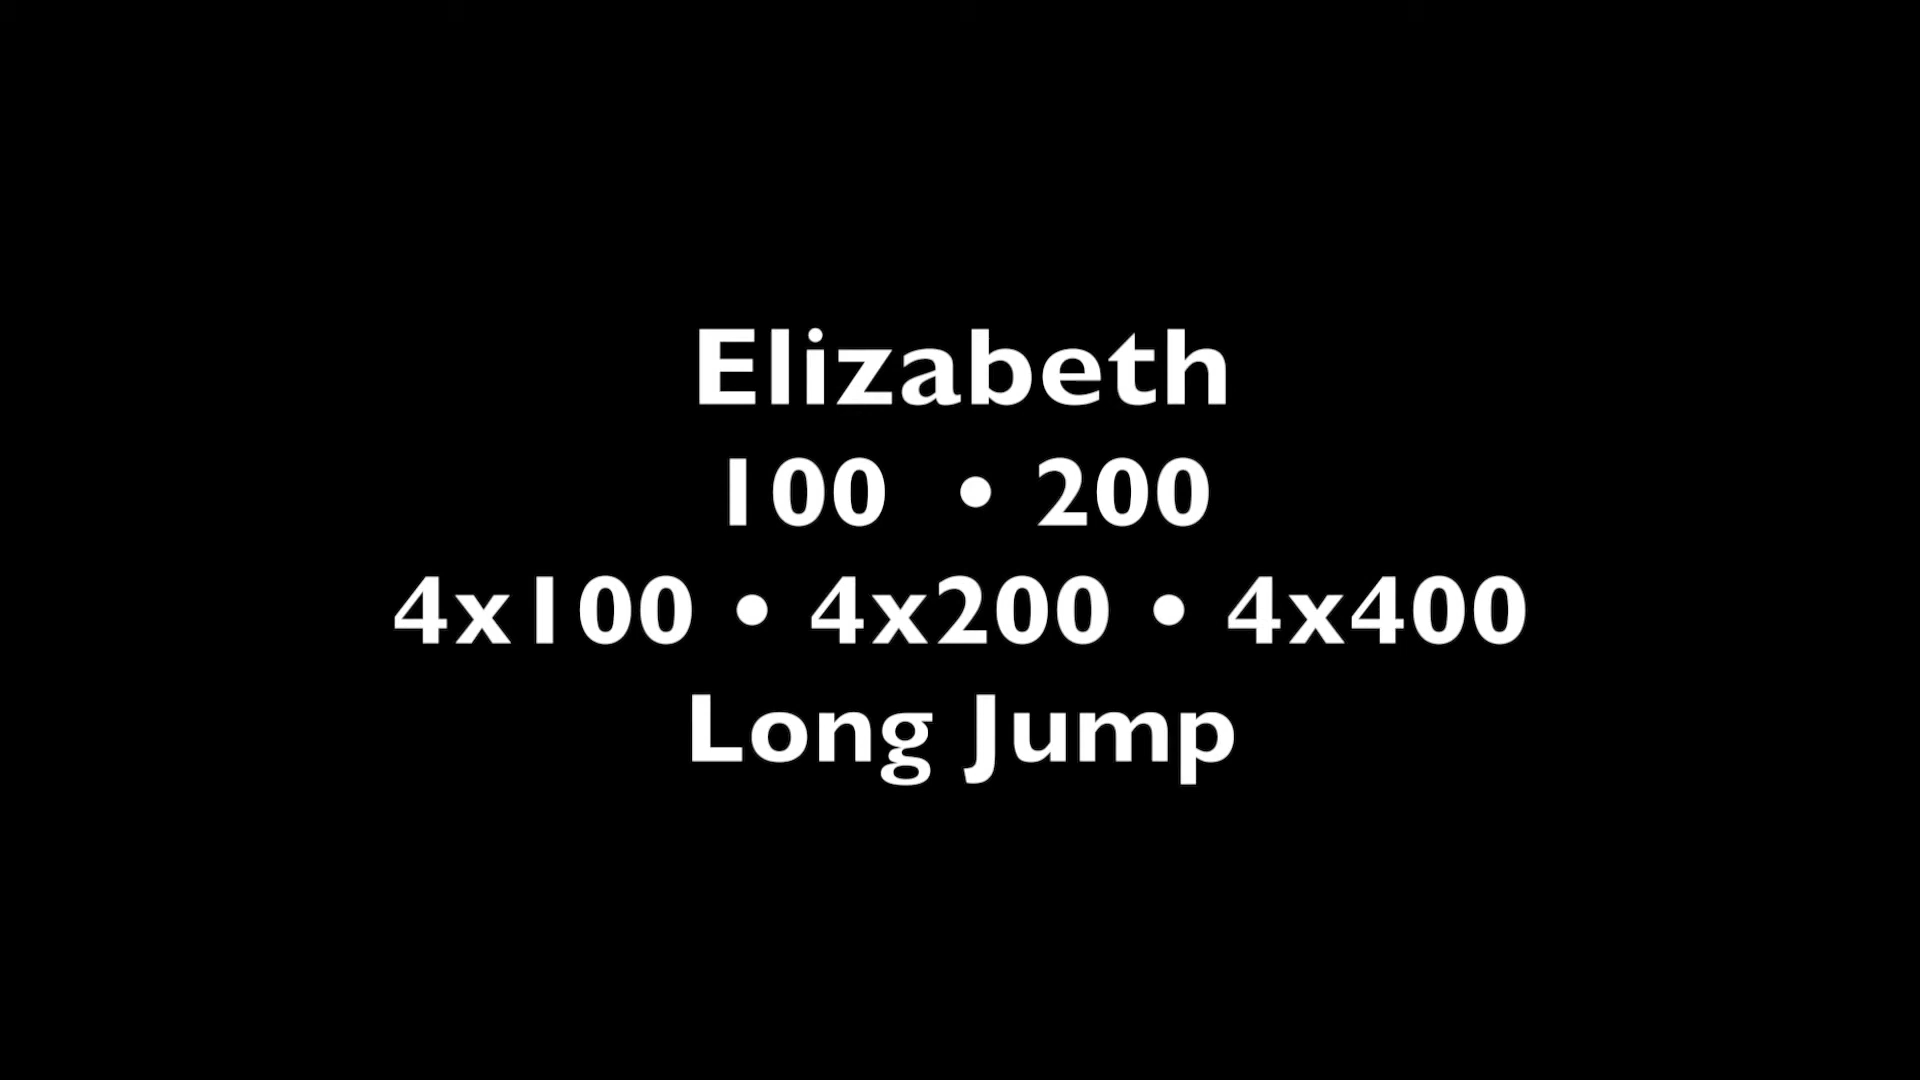 Elizabeth
100 • 200
4x100 • 4x200 • 4x400
Long Jump